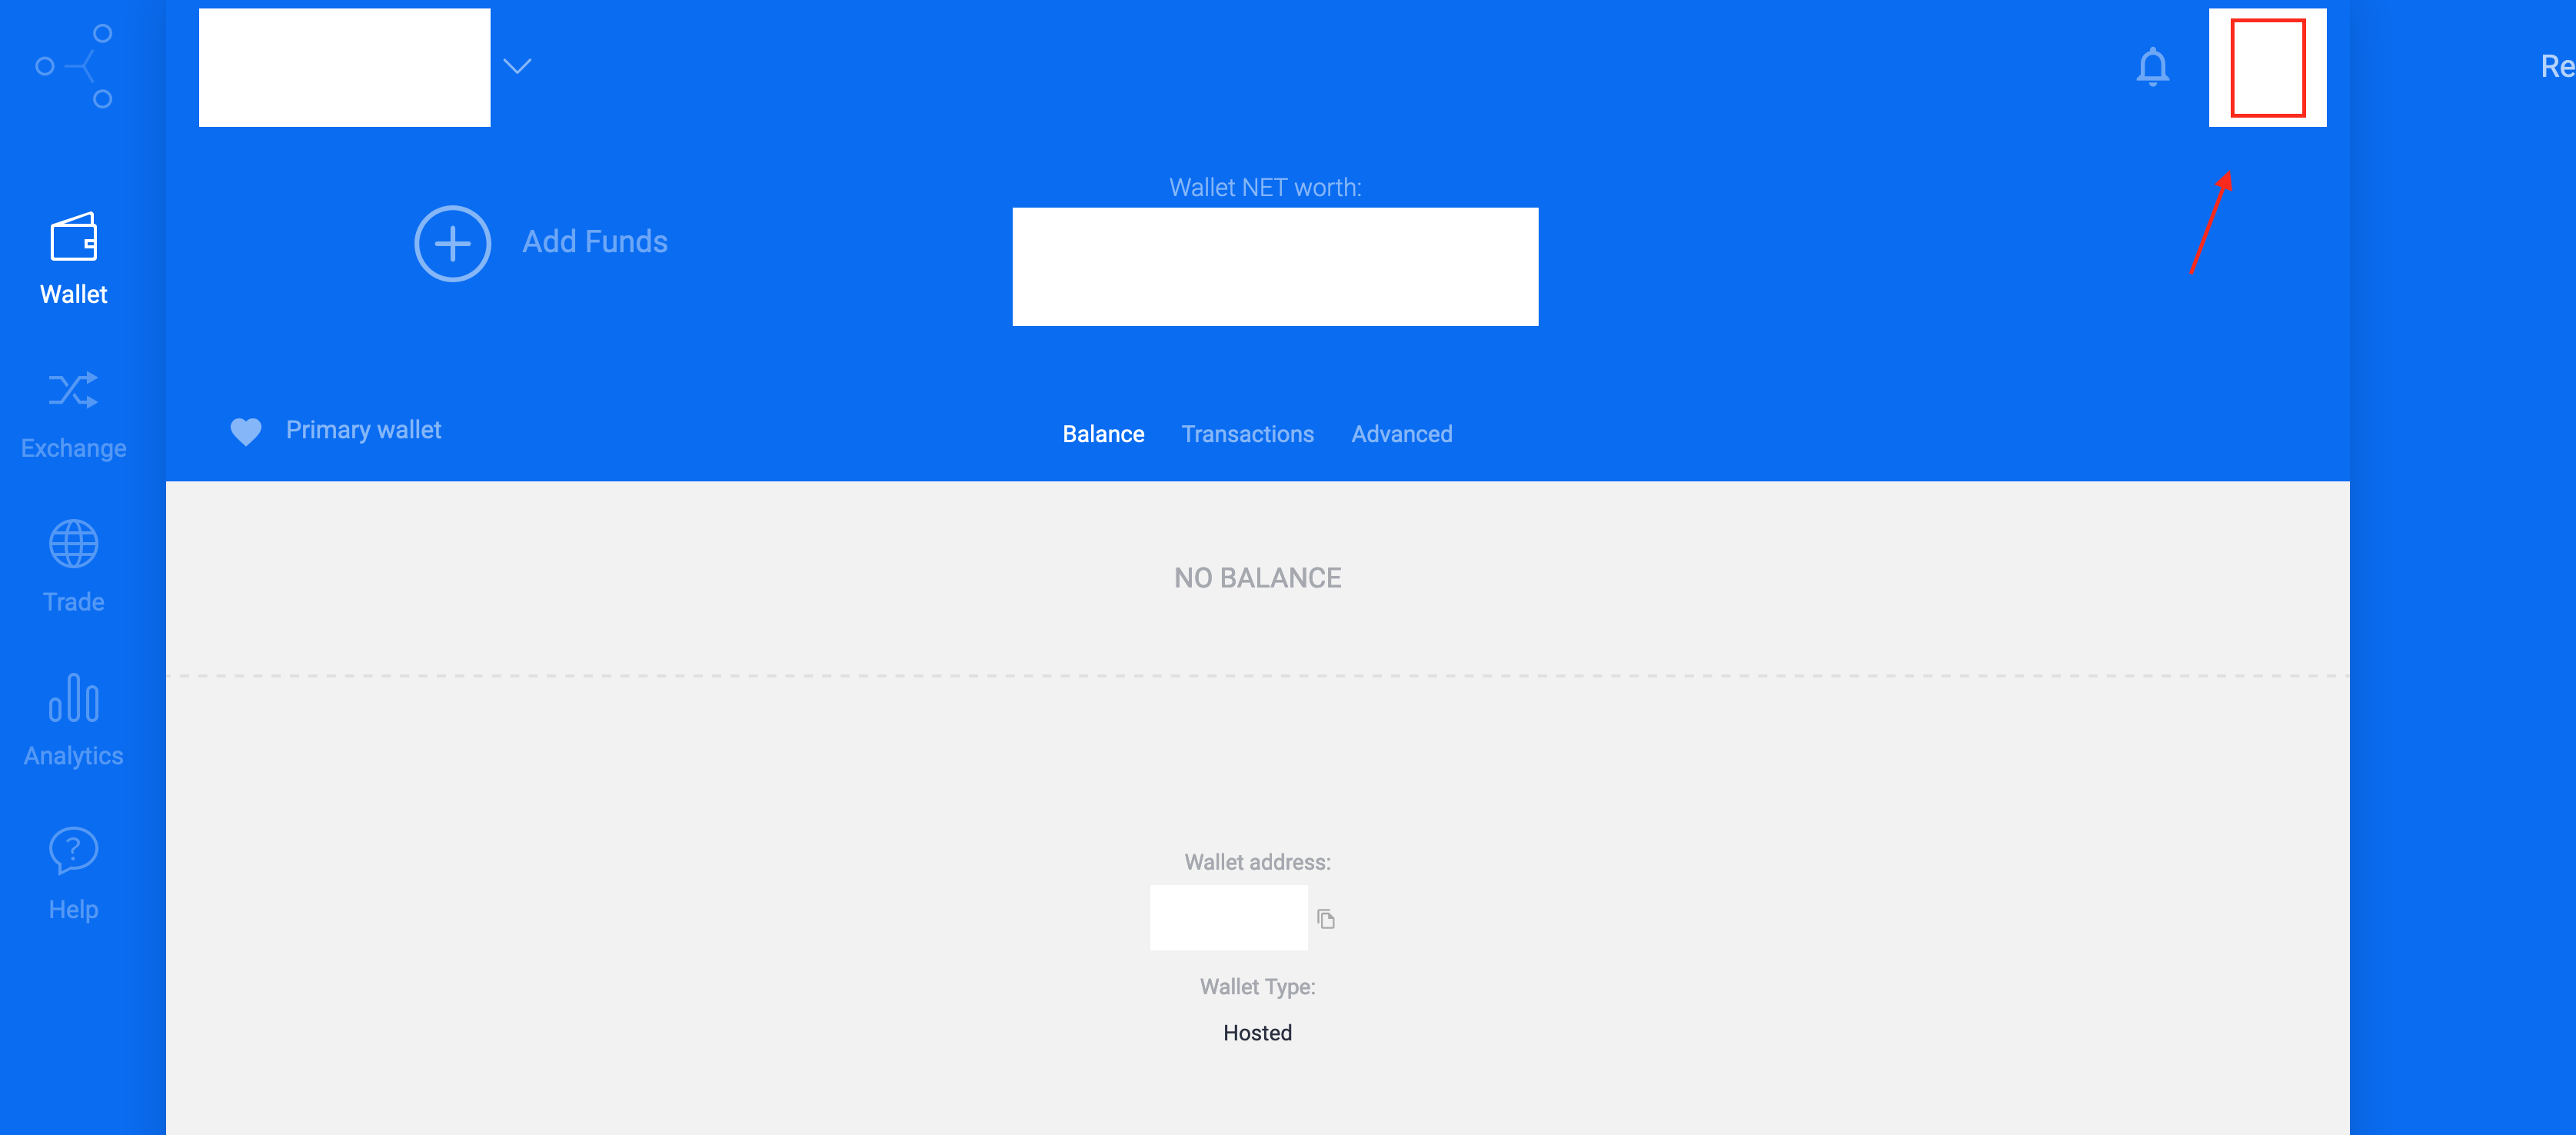 Re
Wallet NET worth:
Add Funds
Wallet
Primary wallet
Balance Transactions Advanced
Exchange
NO BALANCE
Trade
Analytics
Wallet address:
Help
Wallet Type:
Hosted